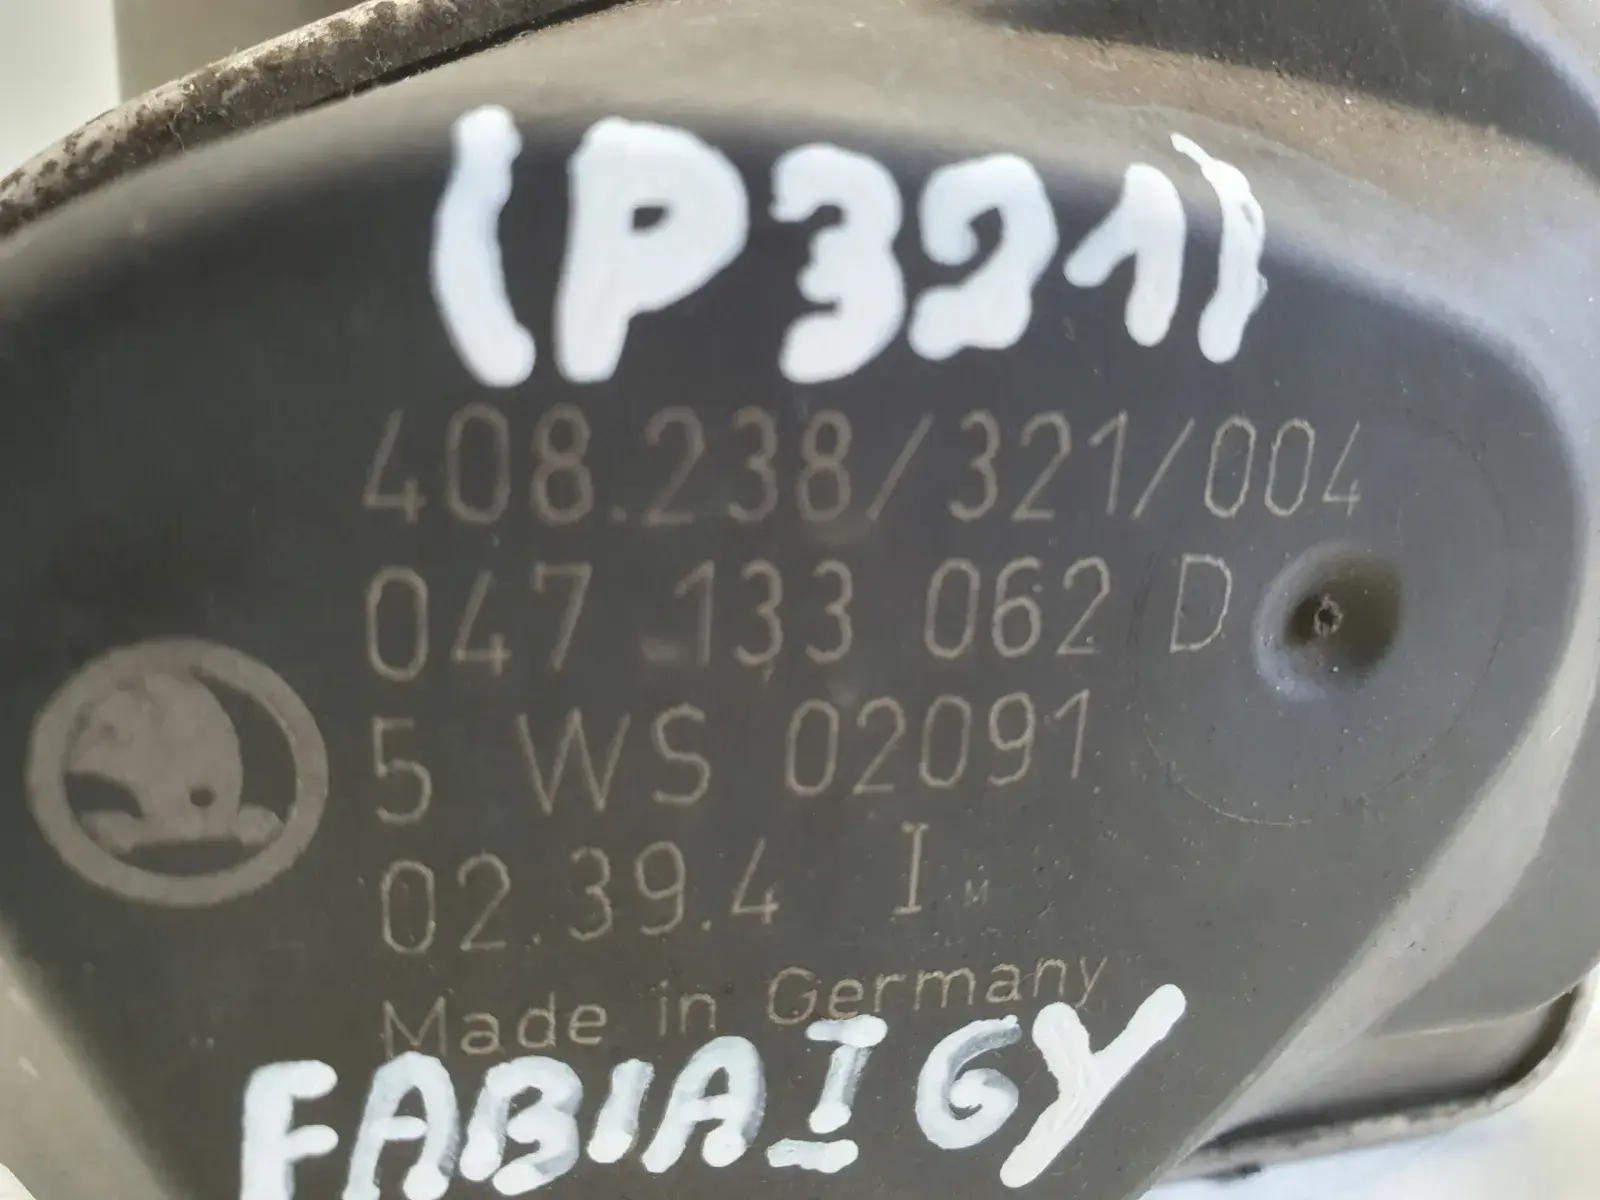 (P321)
408.238/321/004
047 133 062 D
5 WS 02091
02.39.4 I
Made in Germany
FABIA I 6Y